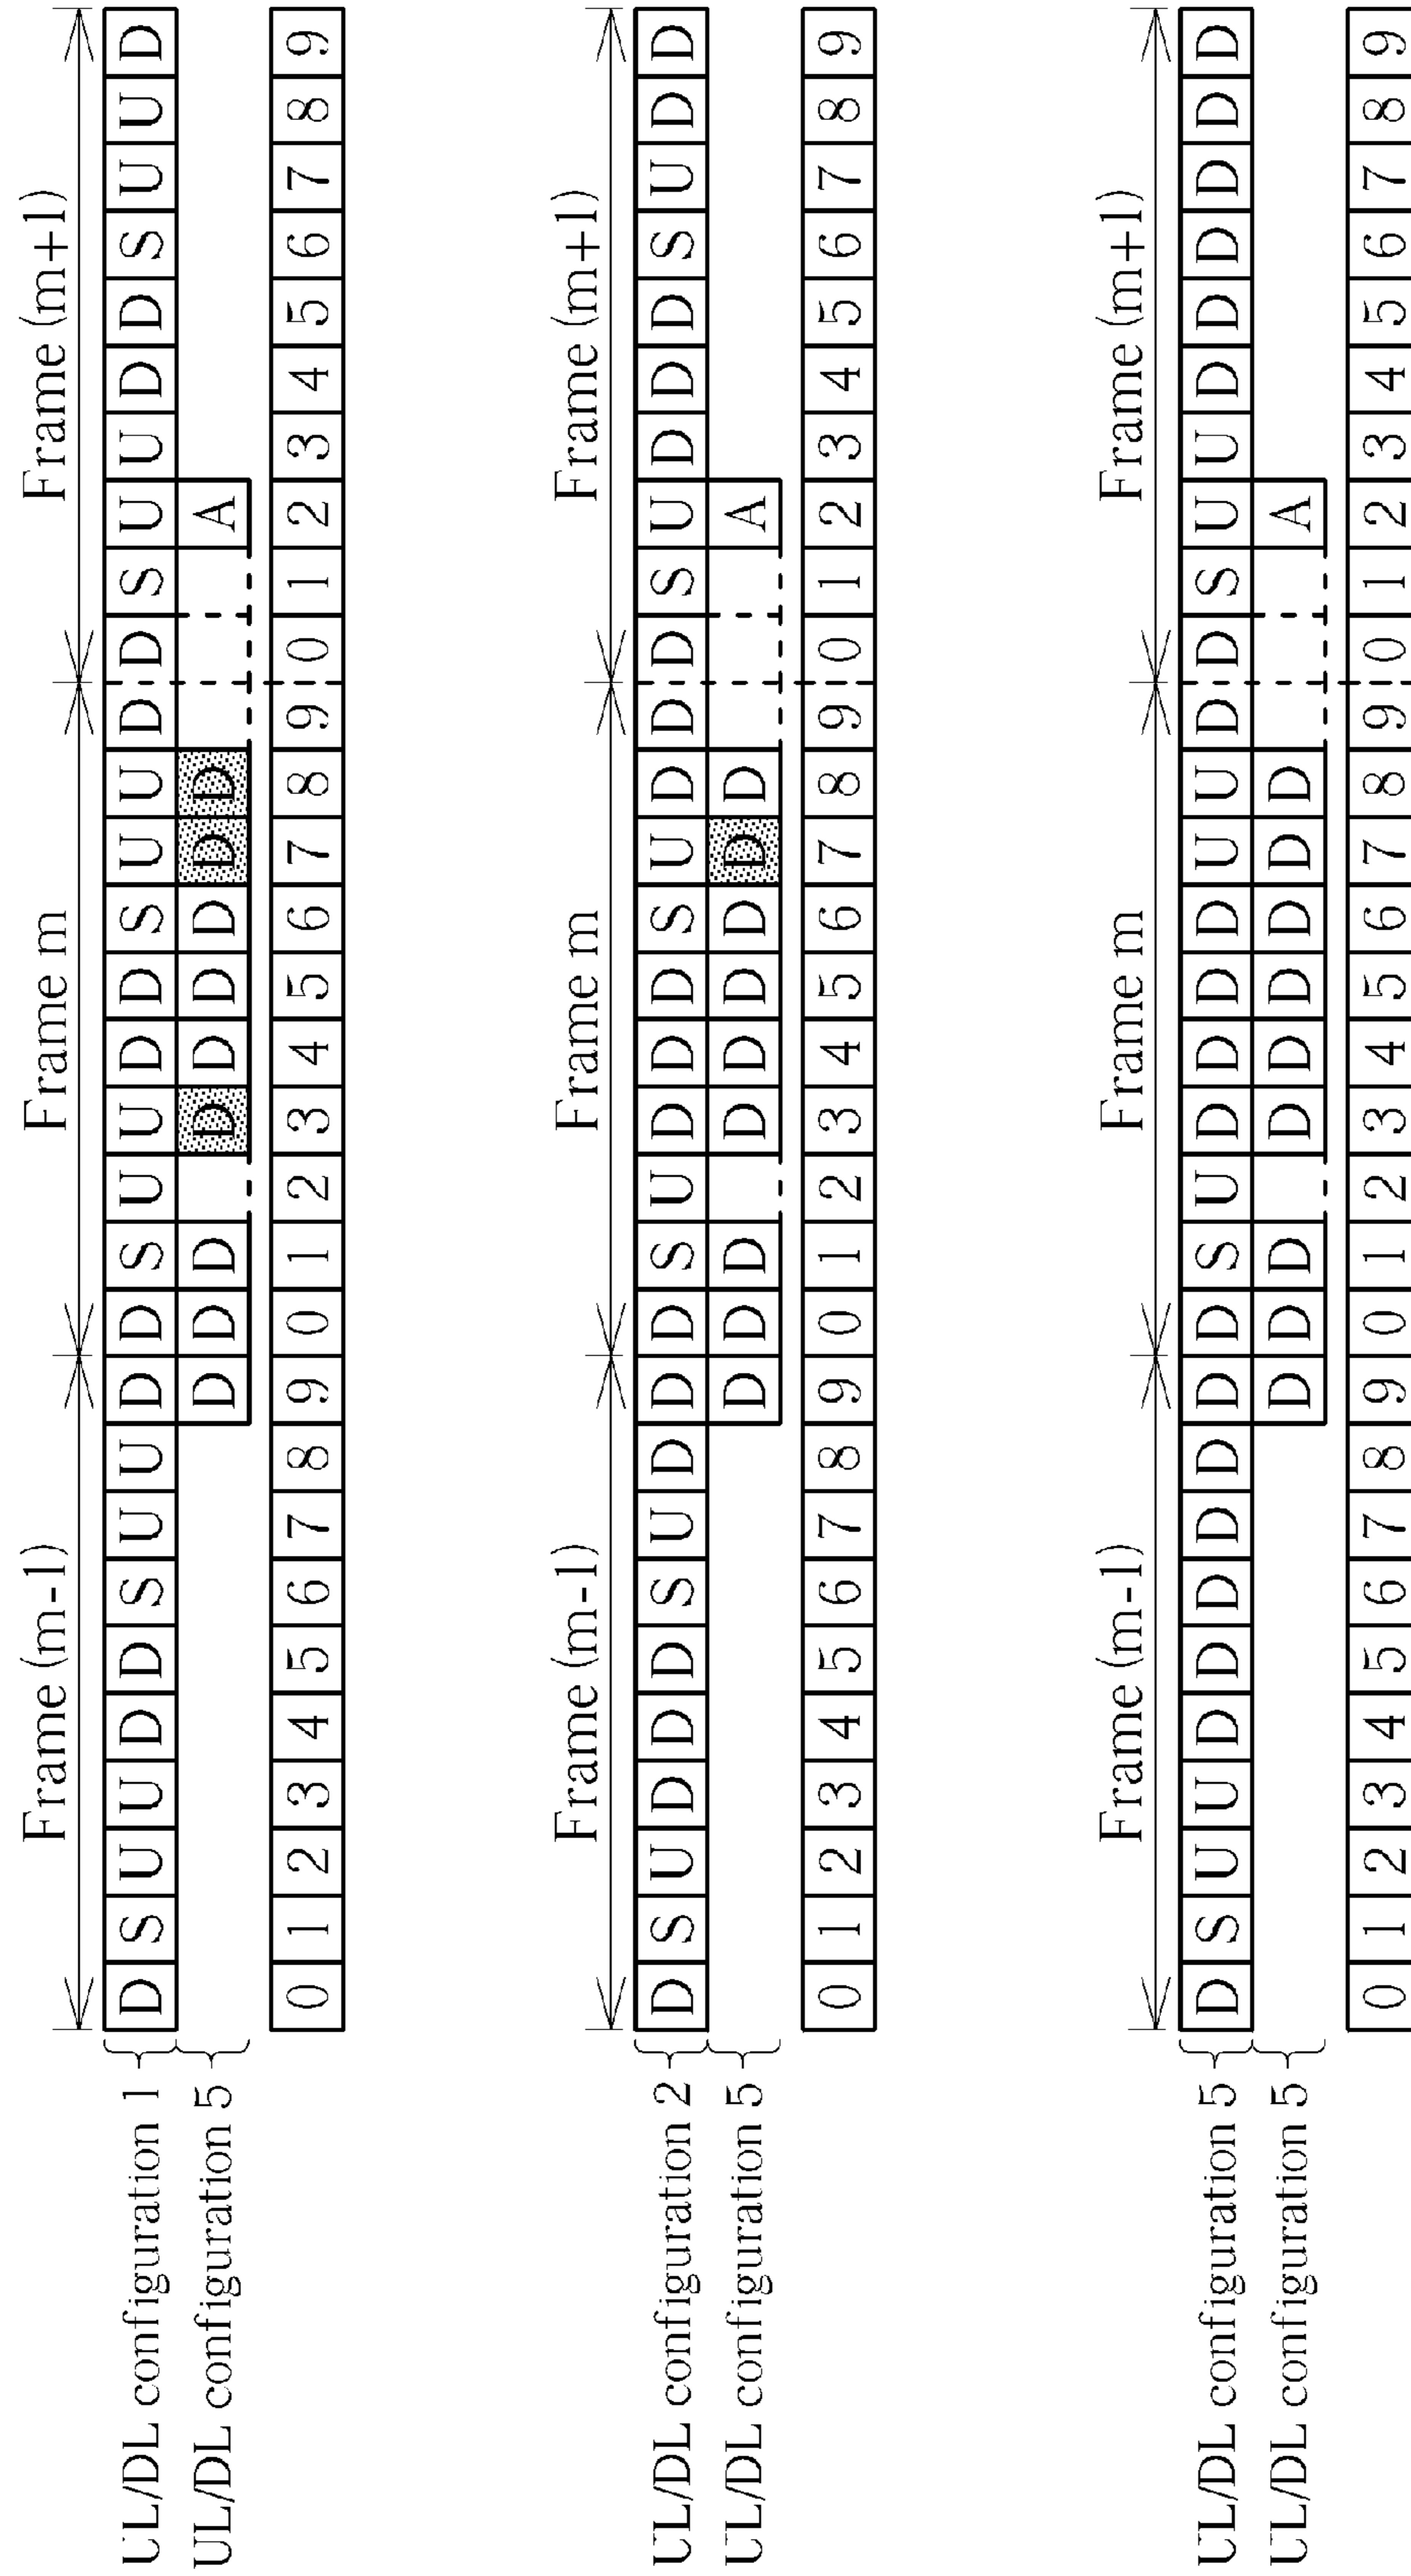 Frame (m-1) Frame m Frame (m+1)
UL/DL configuration 1 D S U U D D S U U D D S U U D D S U U D D S U U D D S U U D
UL/DL configuration 5 D D D D D D D D D A
0 1 2 3 4 5 6 7 8 9 0 1 2 3 4 5 6 7 8 9 0 1 2 3 4 5 6 7 8 9
Frame (m-1) Frame m Frame (m+1)
UL/DL configuration 2 D S U D D D S U D D D S U D D D S U D D D S U D D D S U D D
UL/DL configuration 5 D D D D D D D D D A
0 1 2 3 4 5 6 7 8 9 0 1 2 3 4 5 6 7 8 9 0 1 2 3 4 5 6 7 8 9
Frame (m-1) Frame m Frame (m+1)
UL/DL configuration 5 D S U U D D D D D D D S U D D D D U U D D S U U D D D D D D
UL/DL configuration 5 D D D D D D D D D A
0 1 2 3 4 5 6 7 8 9 0 1 2 3 4 5 6 7 8 9 0 1 2 3 4 5 6 7 8 9